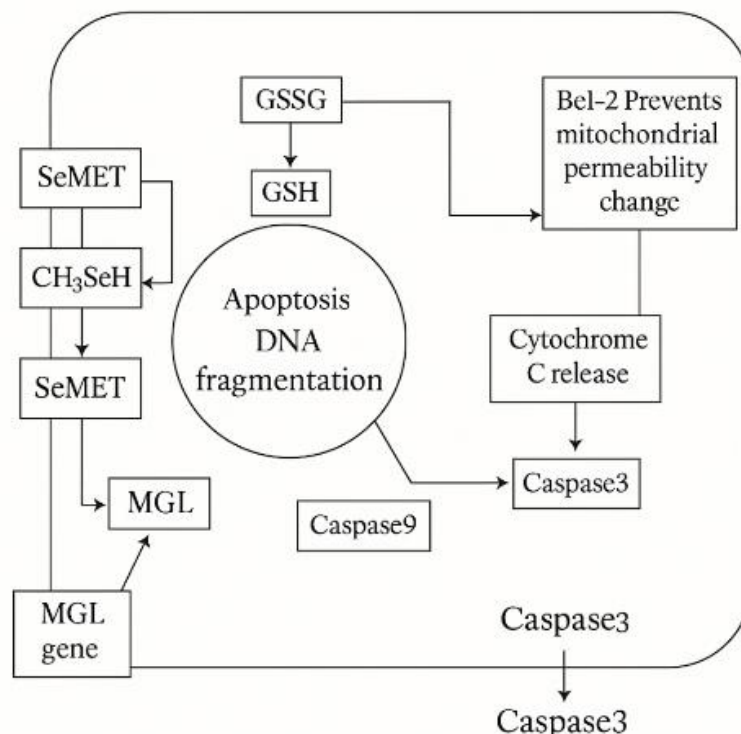 GSSG
GSH
Bel-2 Prevents
mitochondrial
permeability
change
SeMET
CH₃SeH
SeMET
Apoptosis
DNA
fragmentation
Cytochrome
C release
Caspase3
MGL
Caspase9
MGL
gene
Caspase3
Caspase3